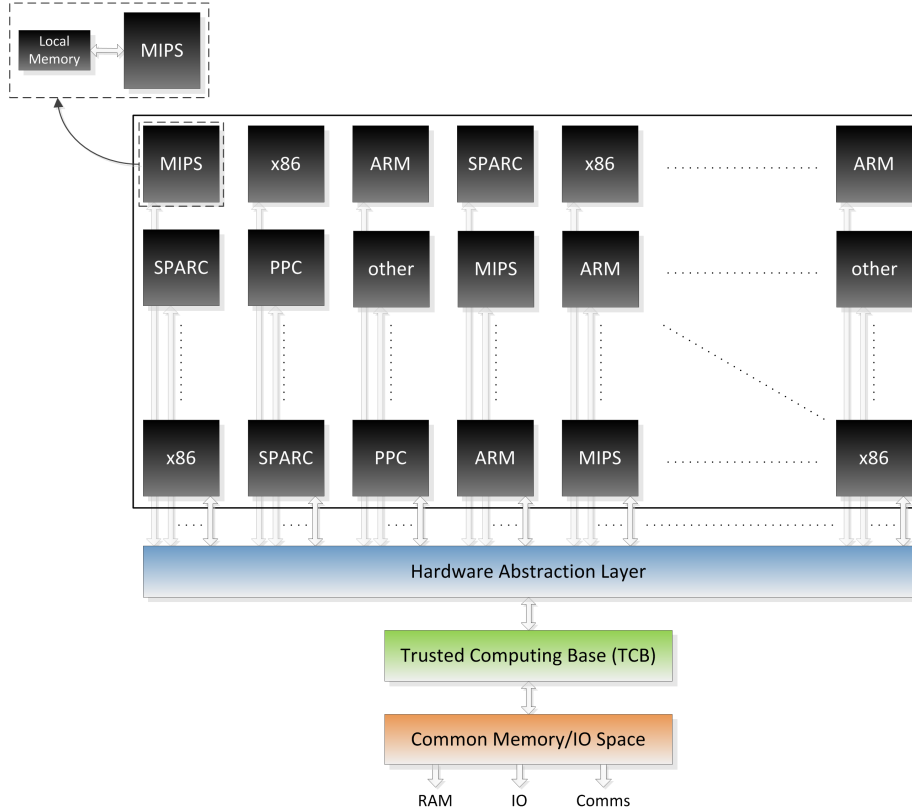 Local
Memory
MIPS
MIPS x86 ARM SPARC x86 ARM
SPARC PPC other MIPS ARM other
x86 SPARC PPC ARM MIPS x86
Hardware Abstraction Layer
Trusted Computing Base (TCB)
Common Memory/IO Space
RAM IO Comms